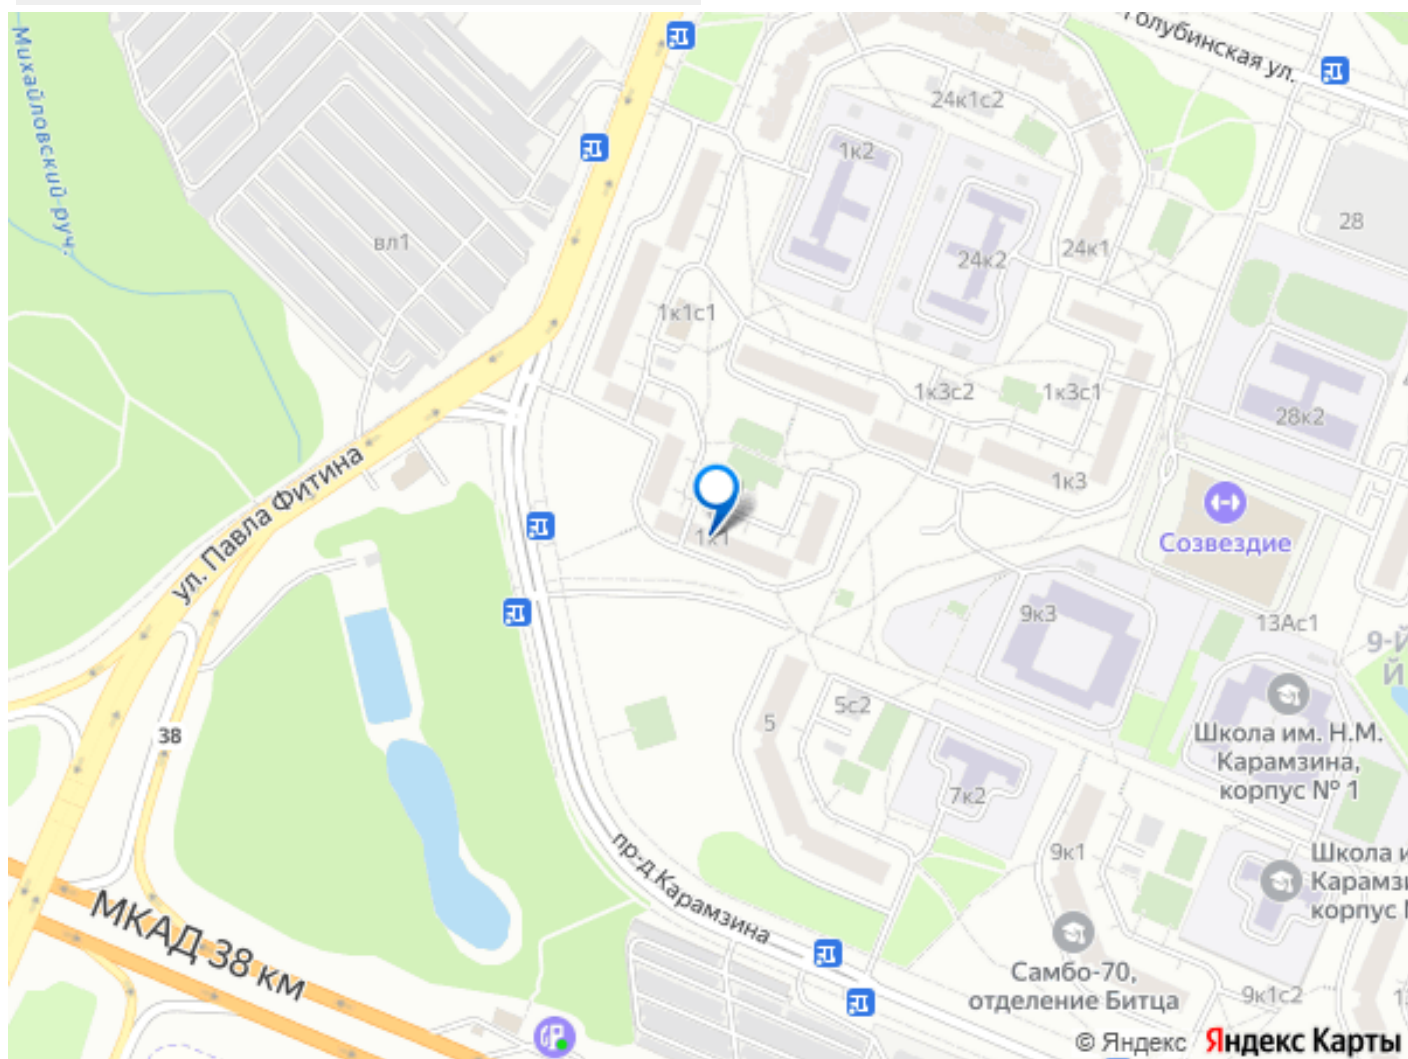 Голубинская ул.
Михайловский руч.
24к1с2
1к2
28
вл1
24к1
24к2
1к1с1
1к3с2
1к3с1
28к2
ул. Павла Фитина
1к3
1к1
Созвездие
9к3
13Ас1
9-Й
5с2
5
38
Школа им. Н.М.
Карамзина,
корпус № 1
7к2
9к1
Школа и
Карамзи
корпус
пр-д Карамзина
МКАД 38 км
Самбо-70,
отделение Битца
9к1с2
© Яндекс Яндекс Карты